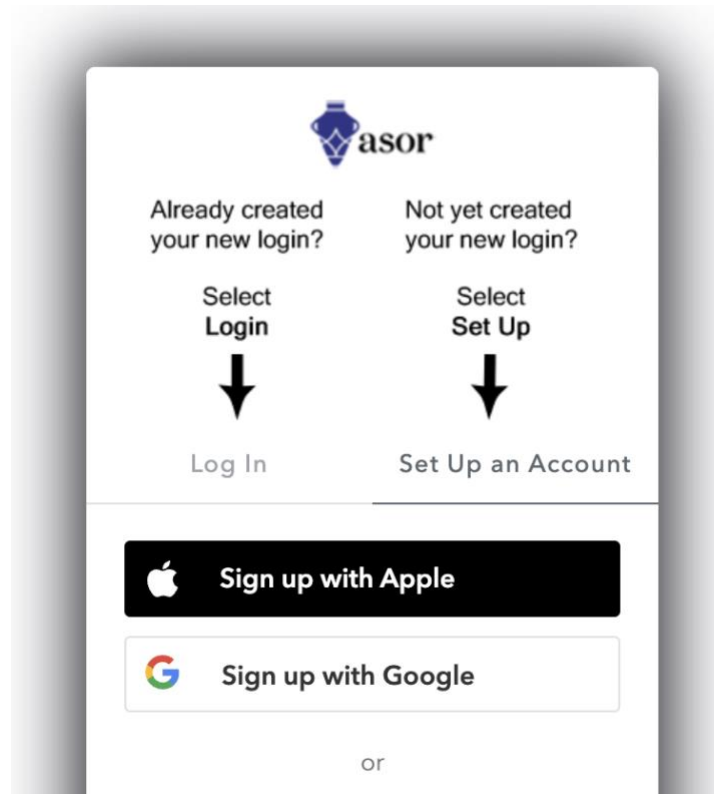 asor
Already created
your new login?
Select
Login
Not yet created
your new login?
Select
Set Up
Log In
Set Up an Account
Sign up with Apple
Sign up with Google
or